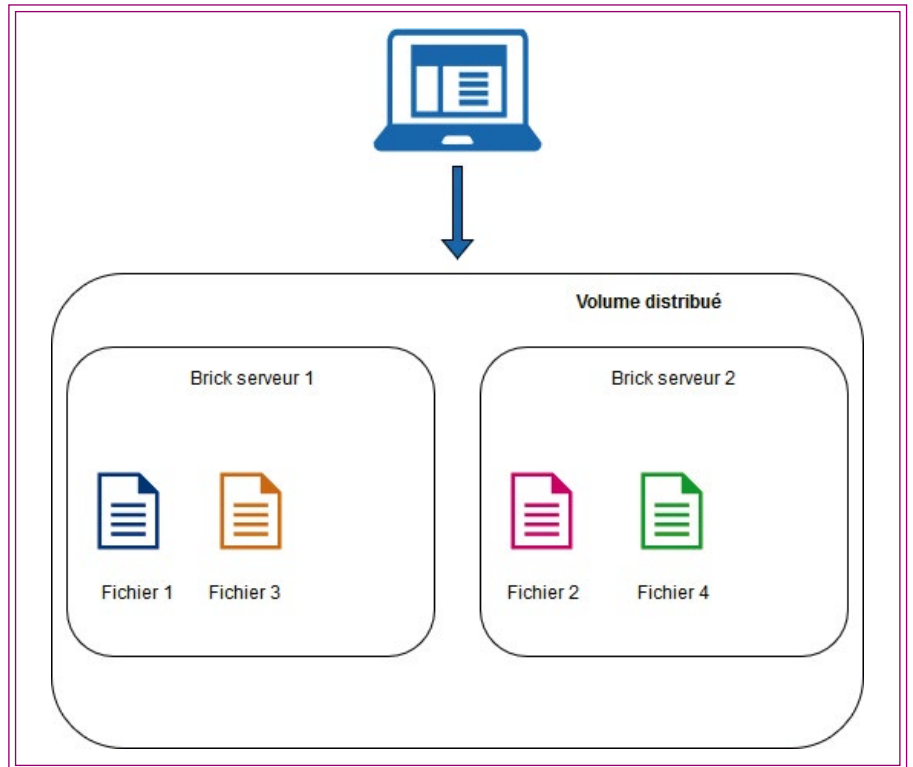 Volume distribué
Brick serveur 1
Brick serveur 2
Fichier 1
Fichier 3
Fichier 2
Fichier 4